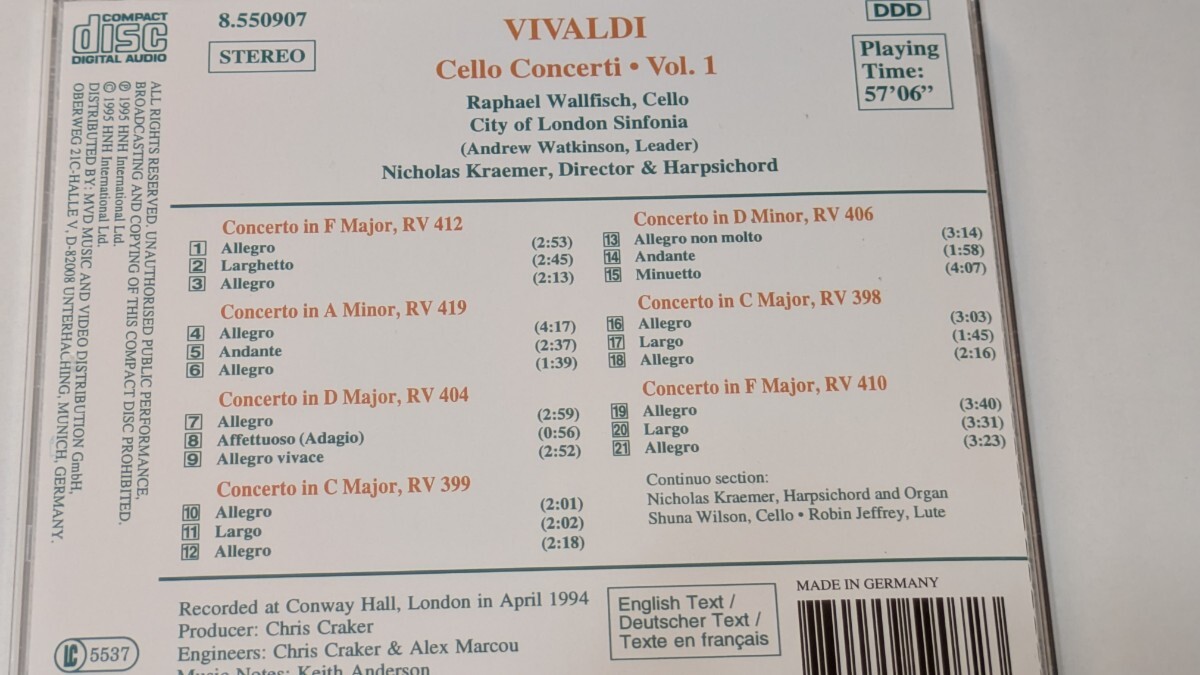 COMPACT
disc
DIGITAL AUDIO
8.550907
STEREO
VIVALDI
Cello Concerti • Vol. 1
Raphael Wallfisch, Cello
City of London Sinfonia
(Andrew Watkinson, Leader)
Nicholas Kraemer, Director & Harpsichord
DDD
Playing
Time:
57'06”
ALL RIGHTS RESERVED. UNAUTHORISED PUBLIC PERFORMANCE,
BROADCASTING AND COPYING OF THIS COMPACT DISC PROHIBITED.
℗ 1995 HNH International Ltd.
© 1995 HNH International Ltd.
DISTRIBUTED BY: MVD MUSIC AND VIDEO DISTRIBUTION GmbH,
OBERWEG 21C-HALLE V, D-82008 UNTERHACHING, MUNICH, GERMANY.
Concerto in F Major, RV 412
1 Allegro (2:53)
2 Larghetto (2:45)
3 Allegro (2:13)
Concerto in A Minor, RV 419
4 Allegro (4:17)
5 Andante (2:37)
6 Allegro (1:39)
Concerto in D Major, RV 404
7 Allegro (2:59)
8 Affettuoso (Adagio) (0:56)
9 Allegro vivace (2:52)
Concerto in C Major, RV 399
10 Allegro (2:01)
11 Largo (2:02)
12 Allegro (2:18)
Concerto in D Minor, RV 406
13 Allegro non molto (3:14)
14 Andante (1:58)
15 Minuetto (4:07)
Concerto in C Major, RV 398
16 Allegro (3:03)
17 Largo (1:45)
18 Allegro (2:16)
Concerto in F Major, RV 410
19 Allegro (3:40)
20 Largo (3:31)
21 Allegro (3:23)
Continuo section:
Nicholas Kraemer, Harpsichord and Organ
Shuna Wilson, Cello • Robin Jeffrey, Lute
Recorded at Conway Hall, London in April 1994
Producer: Chris Craker
Engineers: Chris Craker & Alex Marcou
Music Notes: Keith Anderson
English Text /
Deutscher Text /
Texte en français
MADE IN GERMANY
LC 5537